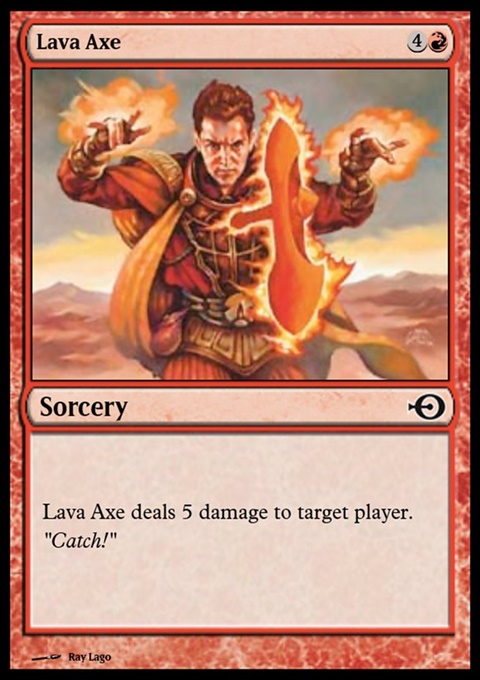 Lava Axe 4
Sorcery
Lava Axe deals 5 damage to target player.
"Catch!"
Ray Lago